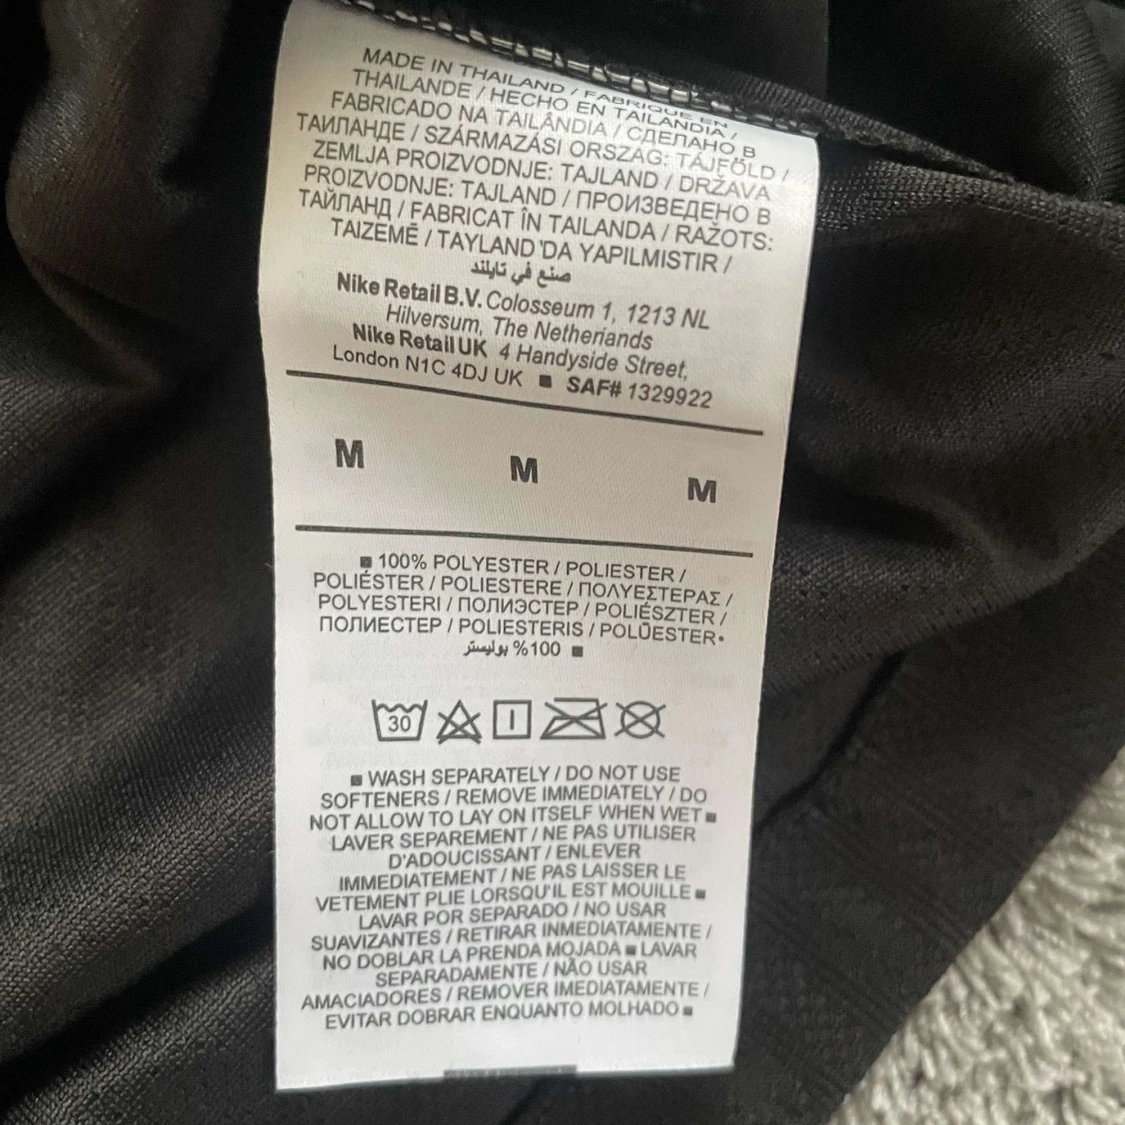 MADE IN THAILAND / FABRIQUE EN
THAILANDE / HECHO EN TAILANDIA /
FABRICADO NA TAILÂNDIA / СДЕЛАНО В
ТАИЛАНДЕ / SZÁRMAZÁSI ORSZÁG: TÁJFÖLD /
ZEMLJA PROIZVODNJE: TAJLAND / DRŽAVA
PROIZVODNJE: TAJLAND / ПРОИЗВЕДЕНО В
ТАЙЛАНД / FABRICAT ÎN TAILANDA / RAŽOTS:
TAIZEMĒ / TAYLAND'DA YAPILMISTIR /
صنع في تايلند
Nike Retail B.V. Colosseum 1, 1213 NL
Hilversum, The Netherlands
Nike Retail UK 4 Handyside Street,
London N1C 4DJ UK ■ SAF# 1329922
M M M
■ 100% POLYESTER / POLIESTER /
POLIÉSTER / POLIESTERE / ΠΟΛΥΕΣΤΕΡΑΣ /
POLYESTERI / ПОЛИЭСТЕР / POLIÉSZTER /
ПОЛИЕСТЕР / POLIESTERIS / POLÜESTER•
100% بوليستر ■
30
■ WASH SEPARATELY / DO NOT USE
SOFTENERS / REMOVE IMMEDIATELY / DO
NOT ALLOW TO LAY ON ITSELF WHEN WET ■
LAVER SEPAREMENT / NE PAS UTILISER
D'ADOUCISSANT / ENLEVER
IMMEDIATEMENT / NE PAS LAISSER LE
VETEMENT PLIE LORSQU'IL EST MOUILLE ■
LAVAR POR SEPARADO / NO USAR
SUAVIZANTES / RETIRAR INMEDIATAMENTE /
NO DOBLAR LA PRENDA MOJADA ■ LAVAR
SEPARADAMENTE / NÃO USAR
AMACIADORES / REMOVER IMEDIATAMENTE /
EVITAR DOBRAR ENQUANTO MOLHADO ■